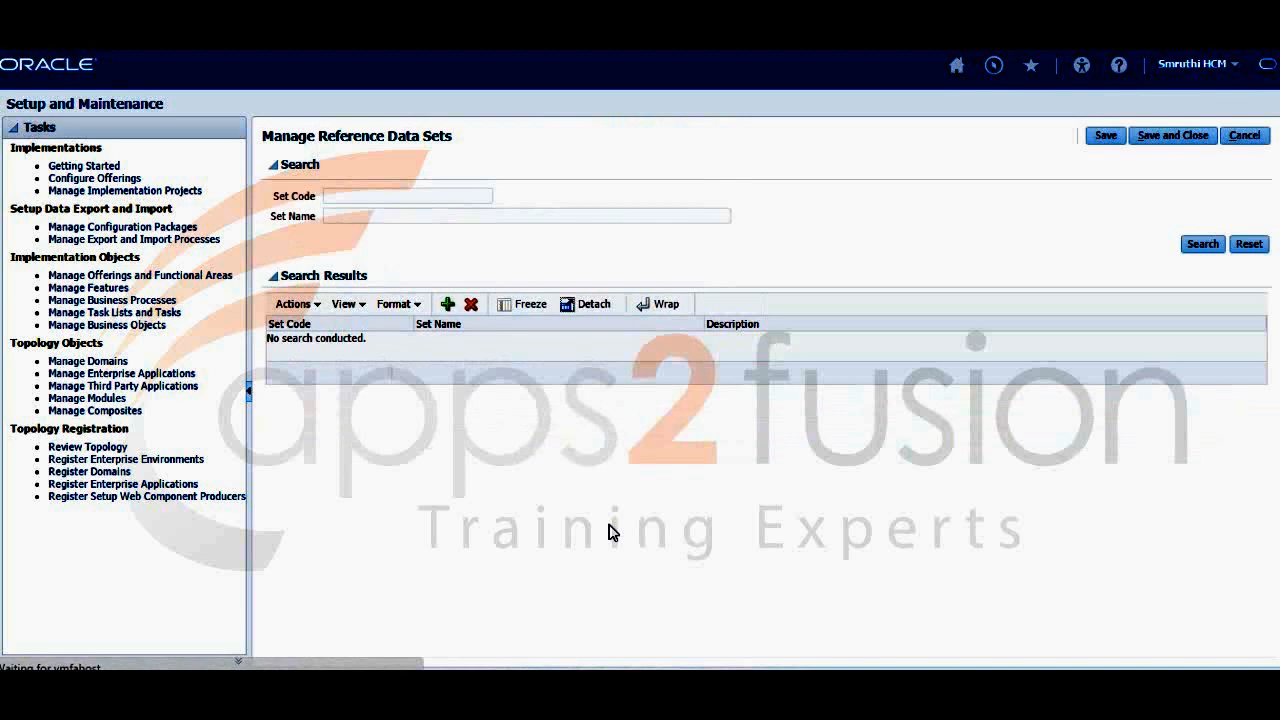 ORACLE
Smruthi HCM
Setup and Maintenance
Tasks
Implementations
Getting Started
Configure Offerings
Manage Implementation Projects
Setup Data Export and Import
Manage Configuration Packages
Manage Export and Import Processes
Implementation Objects
Manage Offerings and Functional Areas
Manage Features
Manage Business Processes
Manage Task Lists and Tasks
Manage Business Objects
Topology Objects
Manage Domains
Manage Enterprise Applications
Manage Third Party Applications
Manage Modules
Manage Composites
Topology Registration
Review Topology
Register Enterprise Environments
Register Domains
Register Enterprise Applications
Register Setup Web Component Producers
Manage Reference Data Sets
Save Save and Close Cancel
Search
Set Code
Set Name
Search Reset
Search Results
Actions View Format Freeze Detach Wrap
Set Code Set Name Description
No search conducted.
apps2fusion
Training Experts
Waiting for vmfahost